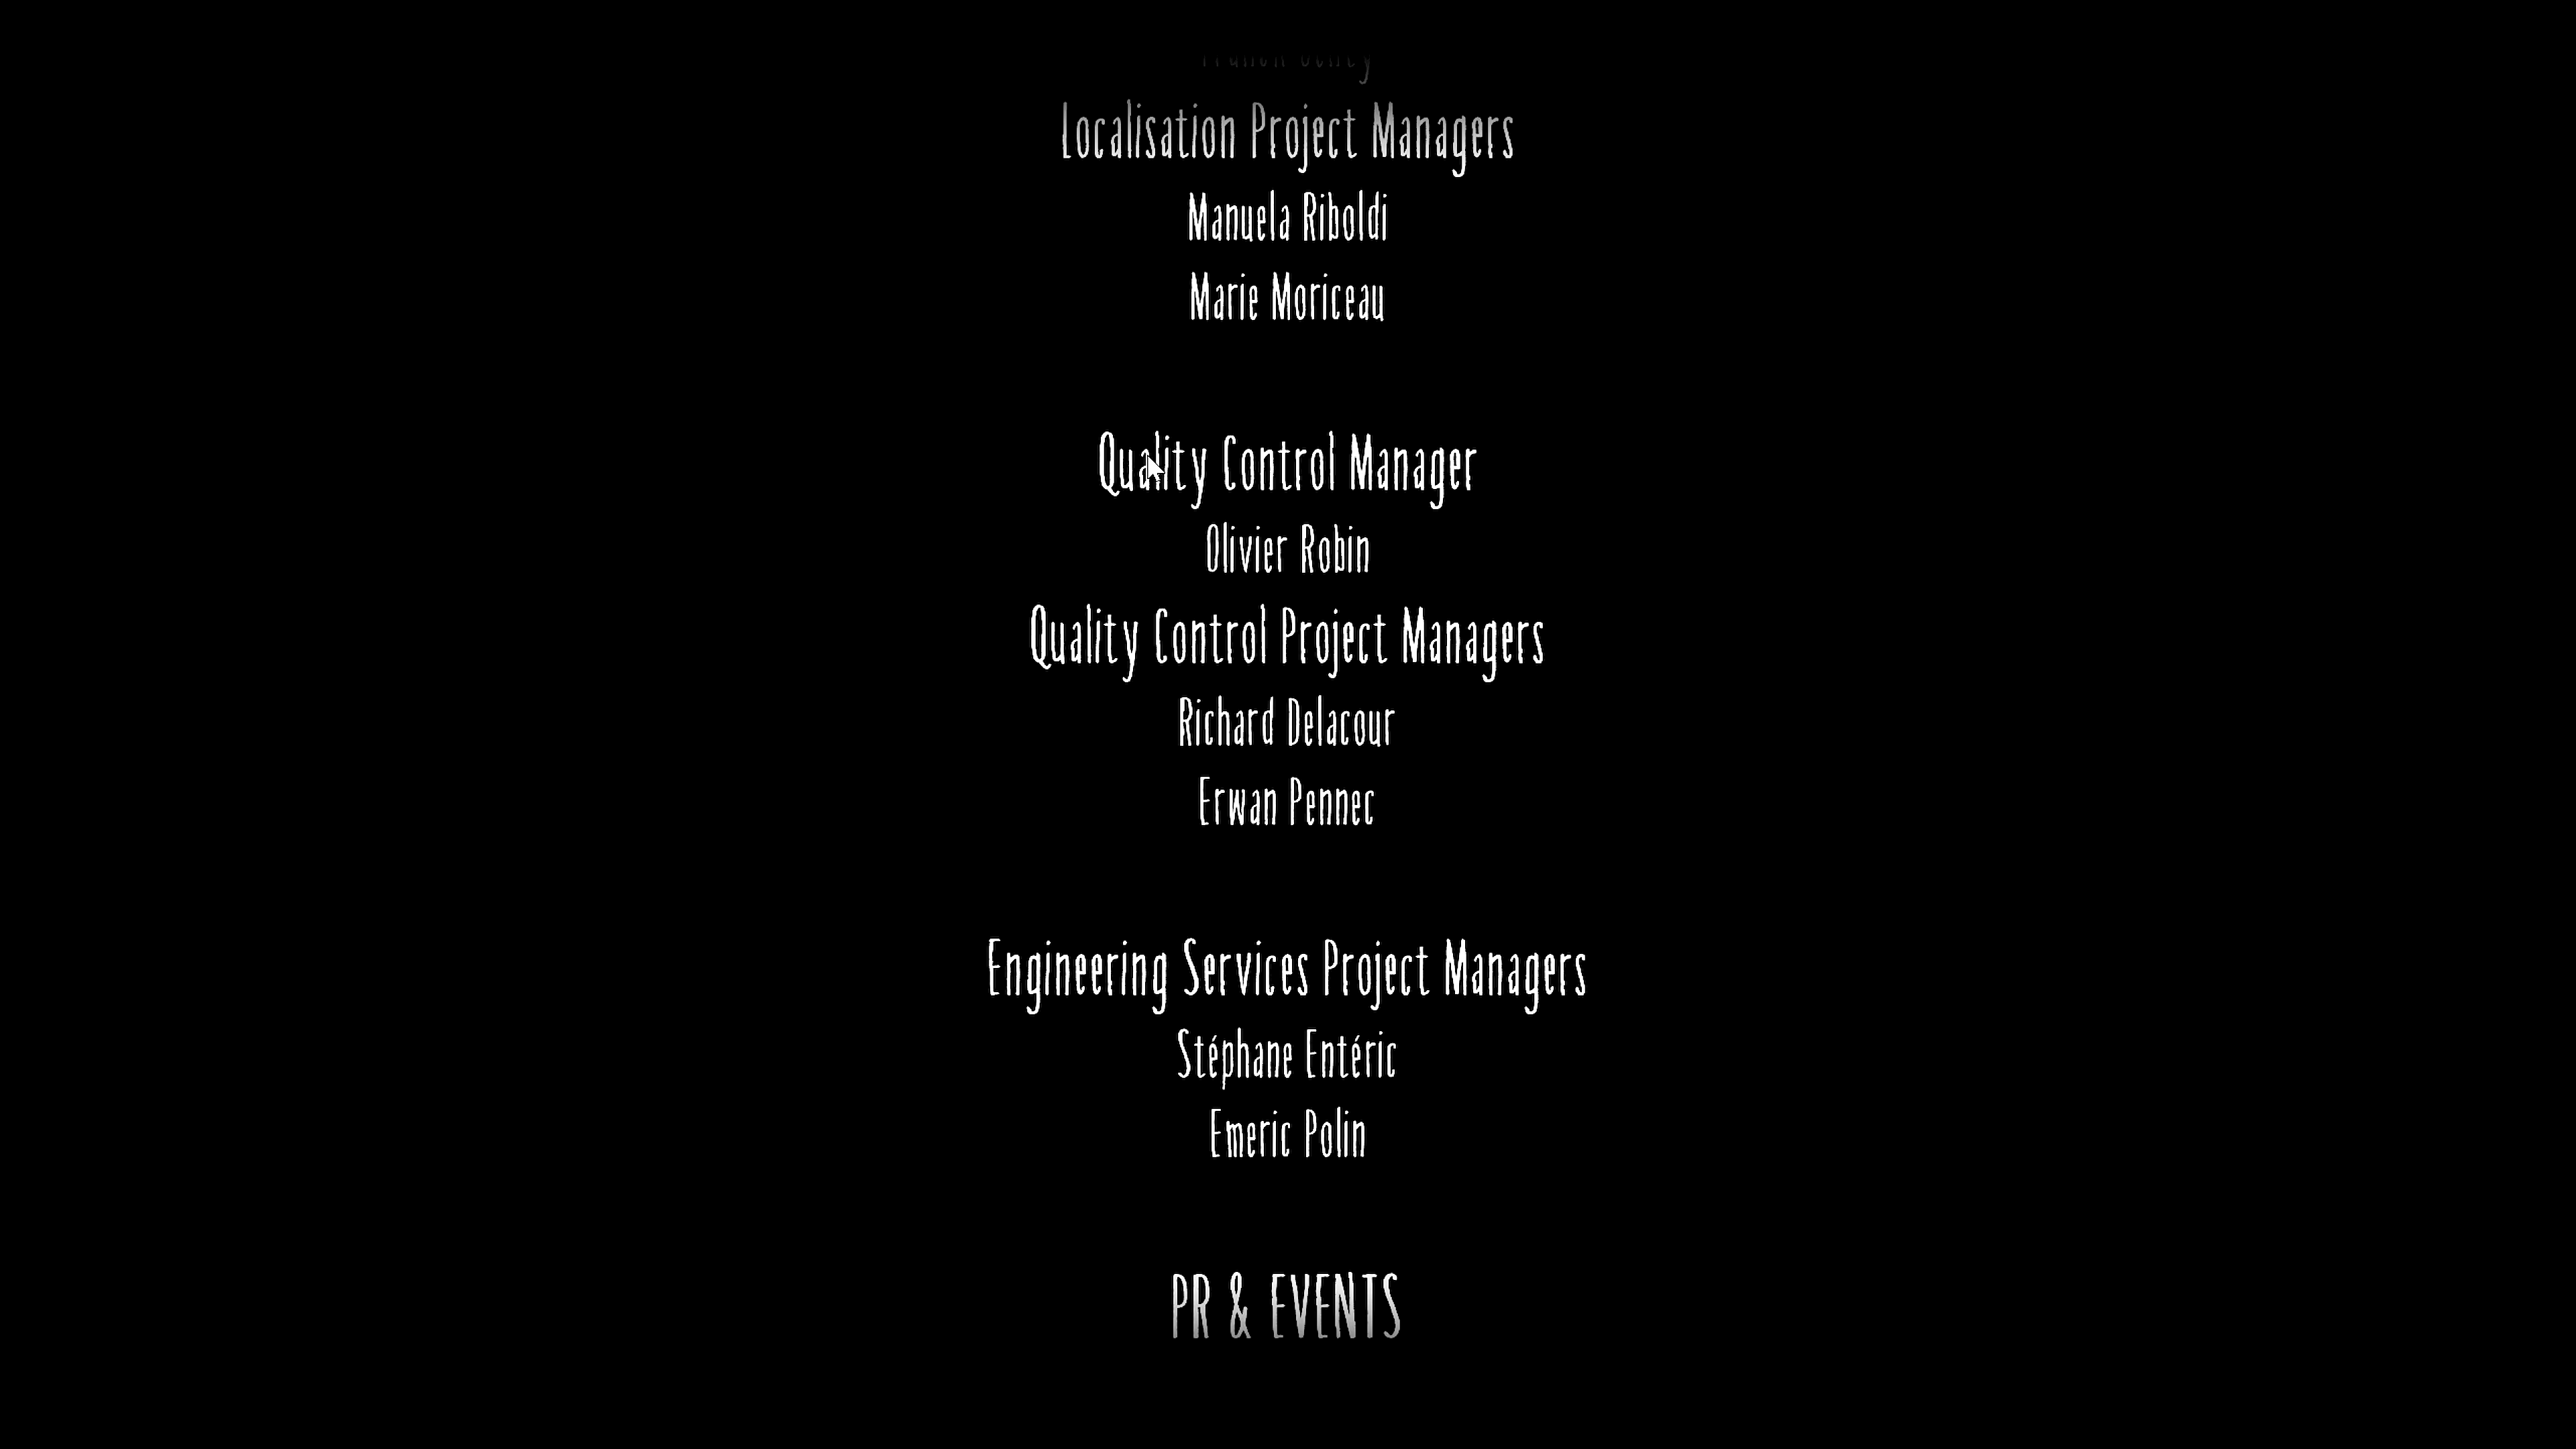 Localisation Project Managers
Manuela Riboldi
Marie Moriceau
Quality Control Manager
Olivier Robin
Quality Control Project Managers
Richard Delacour
Erwan Pennec
Engineering Services Project Managers
Stéphane Entéric
Emeric Polin
PR & EVENTS